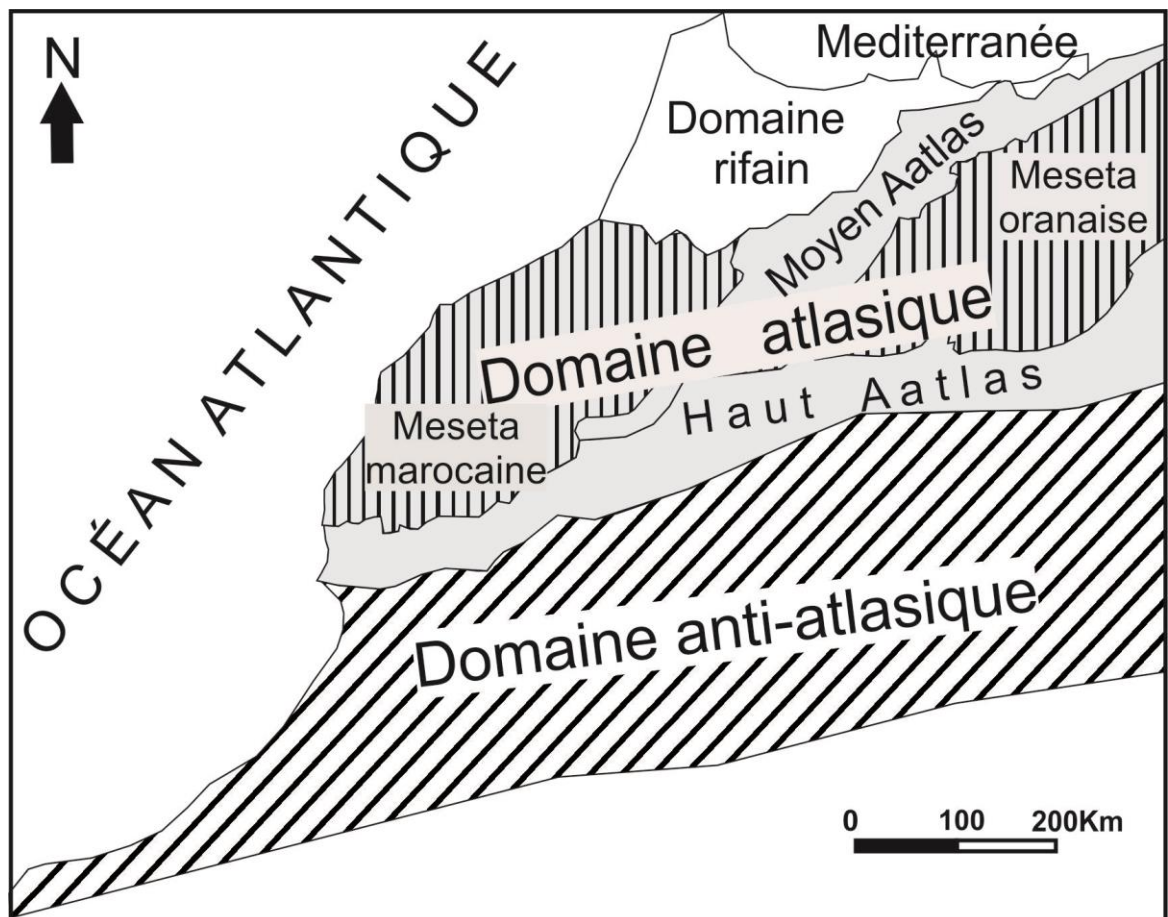 N
OCÉAN ATLANTIQUE
Mediterranée
Domaine
rifain
Moyen Aatlas
Meseta
oranaise
Domaine atlasique
Haut Aatlas
Meseta
marocaine
Domaine anti-atlasique
0 100 200Km